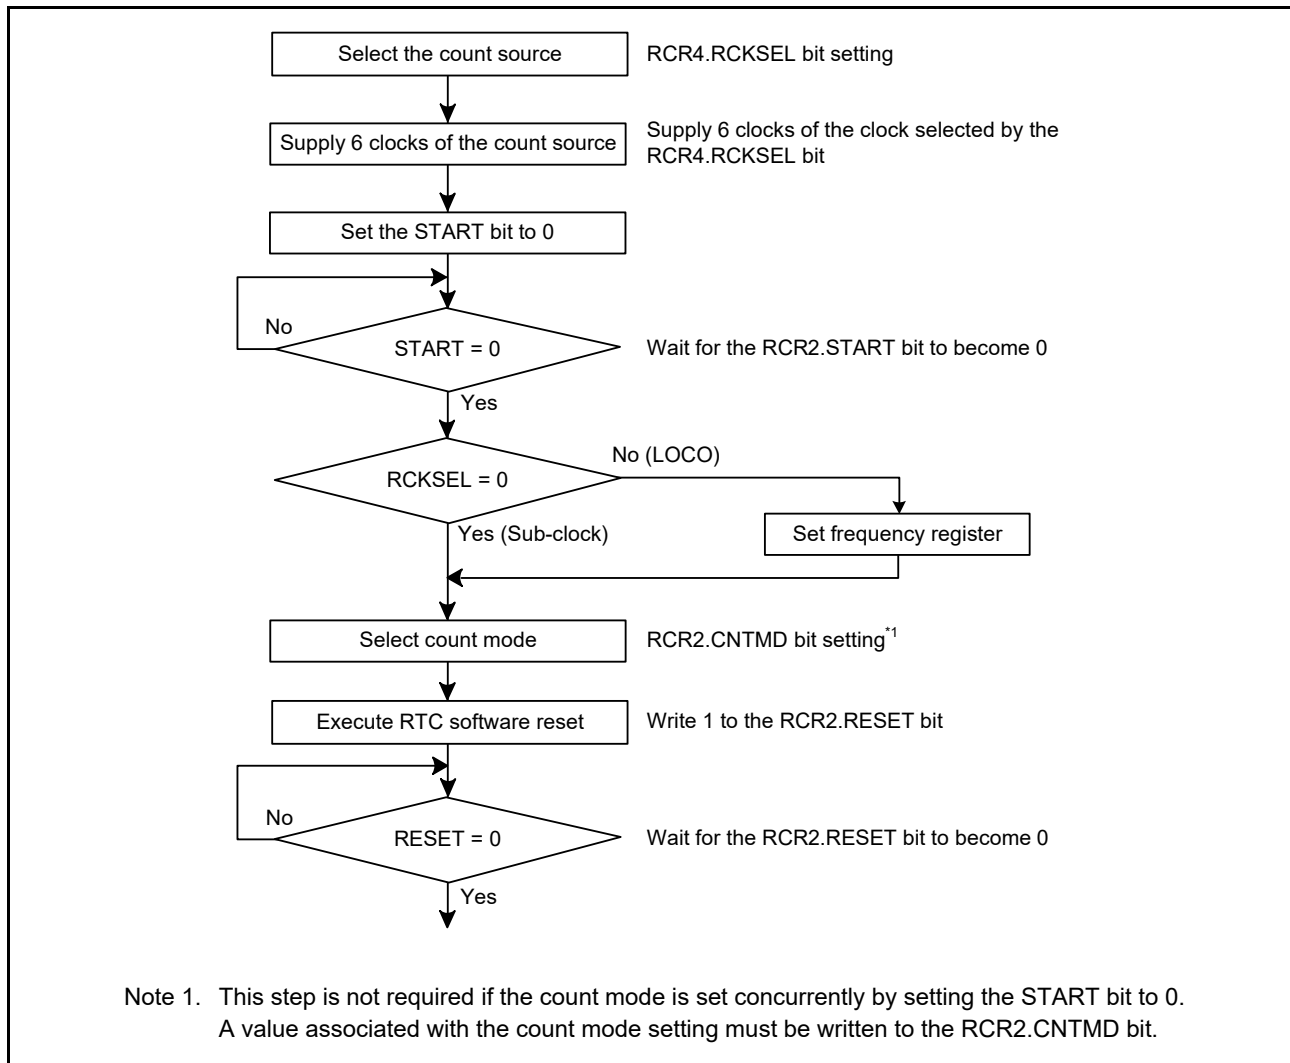 Select the count source
RCR4.RCKSEL bit setting
Supply 6 clocks of the count source
Supply 6 clocks of the clock selected by the
RCR4.RCKSEL bit
Set the START bit to 0
No
START = 0
Wait for the RCR2.START bit to become 0
Yes
RCKSEL = 0
No (LOCO)
Yes (Sub-clock)
Set frequency register
Select count mode
RCR2.CNTMD bit setting*1
Execute RTC software reset
Write 1 to the RCR2.RESET bit
No
RESET = 0
Wait for the RCR2.RESET bit to become 0
Yes
Note 1. This step is not required if the count mode is set concurrently by setting the START bit to 0.
A value associated with the count mode setting must be written to the RCR2.CNTMD bit.